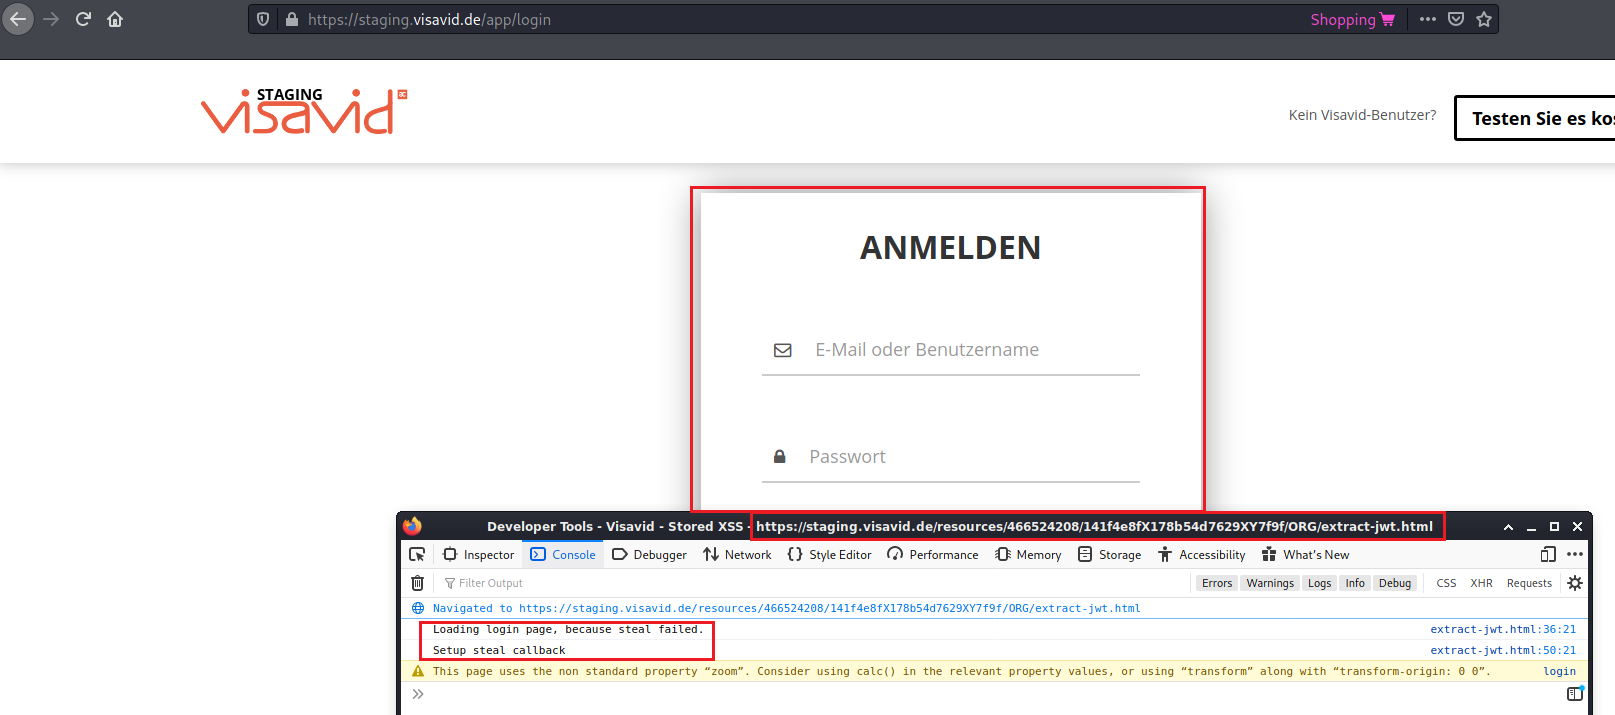 https://staging.visavid.de/app/login
Shopping
STAGING
visavid
Kein Visavid-Benutzer?
Testen Sie es kos
ANMELDEN
E-Mail oder Benutzername
Passwort
Developer Tools - Visavid - Stored XSS - https://staging.visavid.de/resources/466524208/141f4e8fX178b54d7629XY7f9f/ORG/extract-jwt.html
Inspector Console Debugger Network Style Editor Performance Memory Storage Accessibility What's New
Filter Output
Errors Warnings Logs Info Debug CSS XHR Requests
Navigated to https://staging.visavid.de/resources/466524208/141f4e8fX178b54d7629XY7f9f/ORG/extract-jwt.html
Loading login page, because steal failed. extract-jwt.html:36:21
Setup steal callback extract-jwt.html:50:21
This page uses the non standard property “zoom”. Consider using calc() in the relevant property values, or using “transform” along with “transform-origin: 0 0”. login